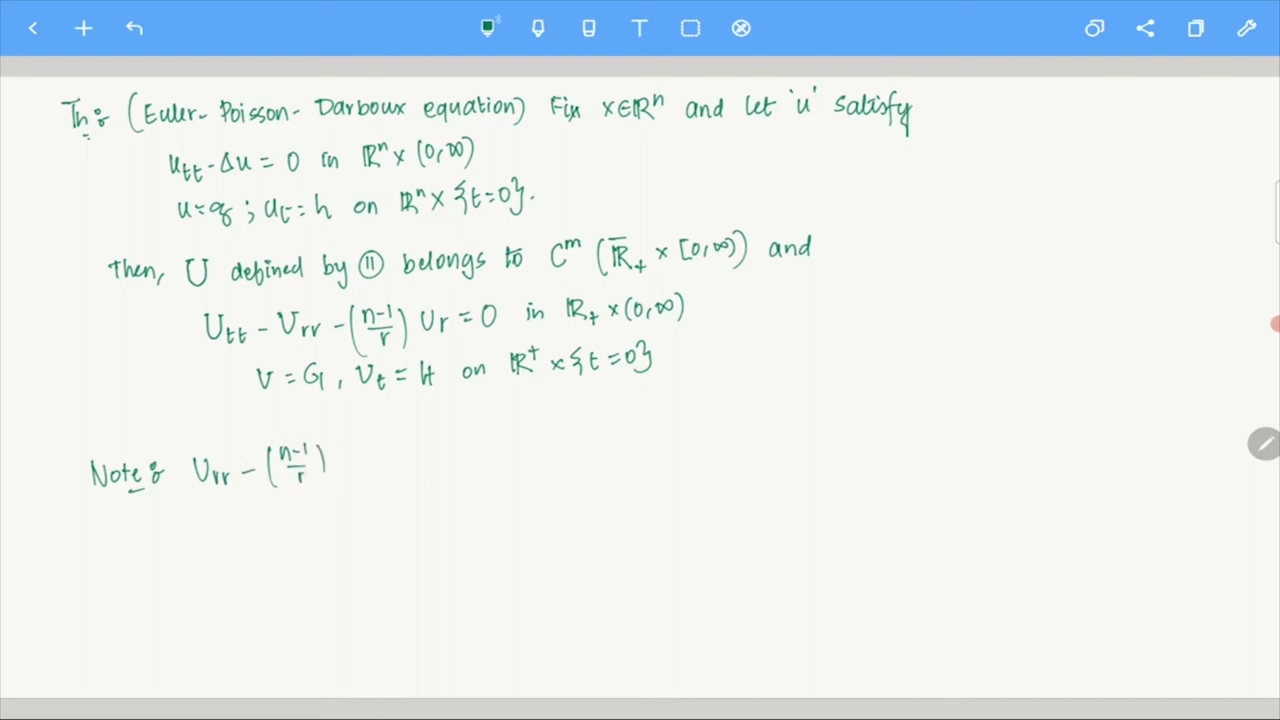 Th: (Euler-Poisson-Darboux equation) Fix x∈ℝⁿ and let 'u' satisfy
u_tt - Δu = 0 in ℝⁿ × (0,∞)
u=g ; u_t = h on ℝⁿ × {t=0}.
Then, U defined by ⑪ belongs to Cᵐ (ℝ̄₊ × [0,∞)) and
U_tt - U_rr - ((n-1)/r) U_r = 0 in ℝ₊ × (0,∞)
U = G, U_t = H on ℝ⁺ × {t=0}
Note: U_rr - ((n-1)/r)